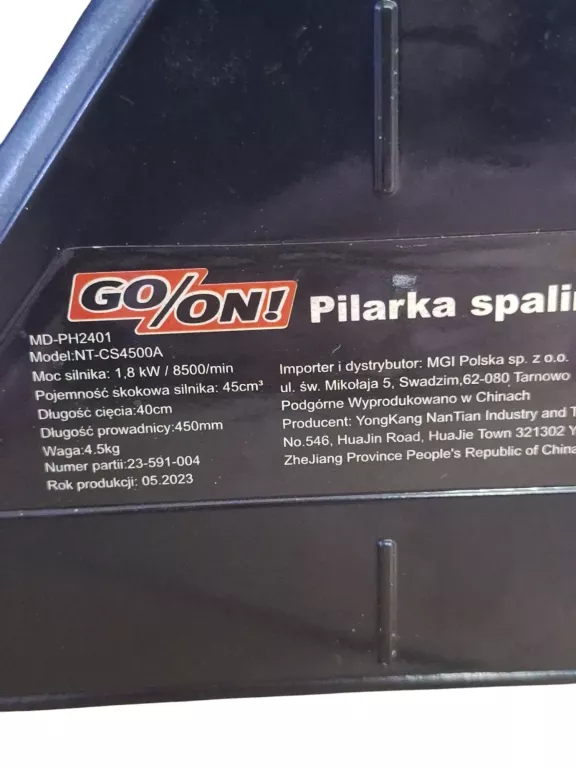 GO/ON! Pilarka
MD-PH2401
Model:NT-CS4500A
Moc silnika: 1,8 kW / 8500/min
Pojemność skokowa silnika: 45cm³
Długość cięcia:40cm
Długość prowadnicy:450mm
Waga:4.5kg
Numer partii:23-591-004
Rok produkcji: 05.2023
Importer i dystrybutor: MGI Polska sp. z o.o.
ul. św. Mikołaja 5, Swadzim,62-080 Tarnowo
Podgórne Wyprodukowano w Chinach
Producent: YongKang NanTian Industry and
No.546, HuaJin Road, HuaJie Town 321302
ZheJiang Province People's Republic of China